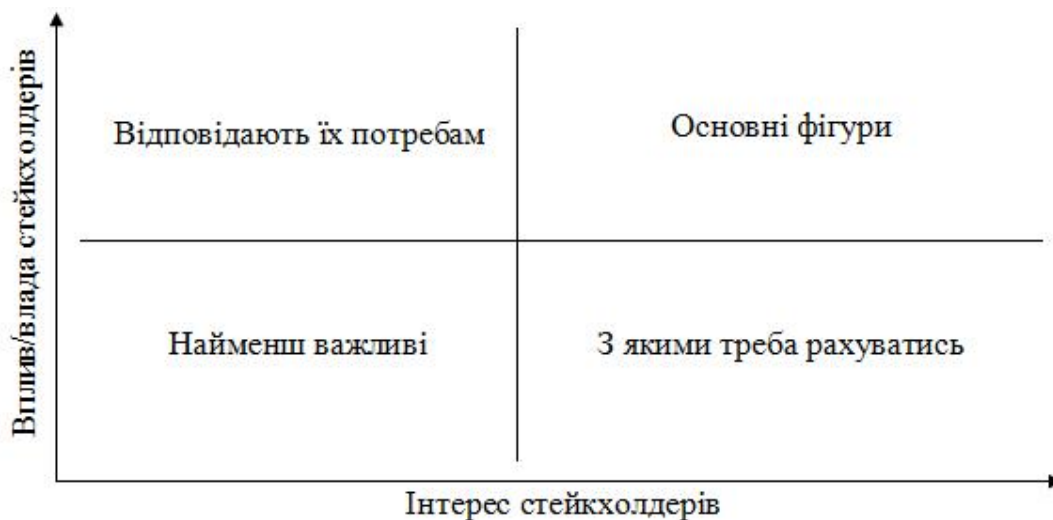 Вплив/влада стейкхолдерів
Відповідають їх потребам
Основні фігури
Найменш важливі
З якими треба рахуватись
Інтерес стейкхолдерів